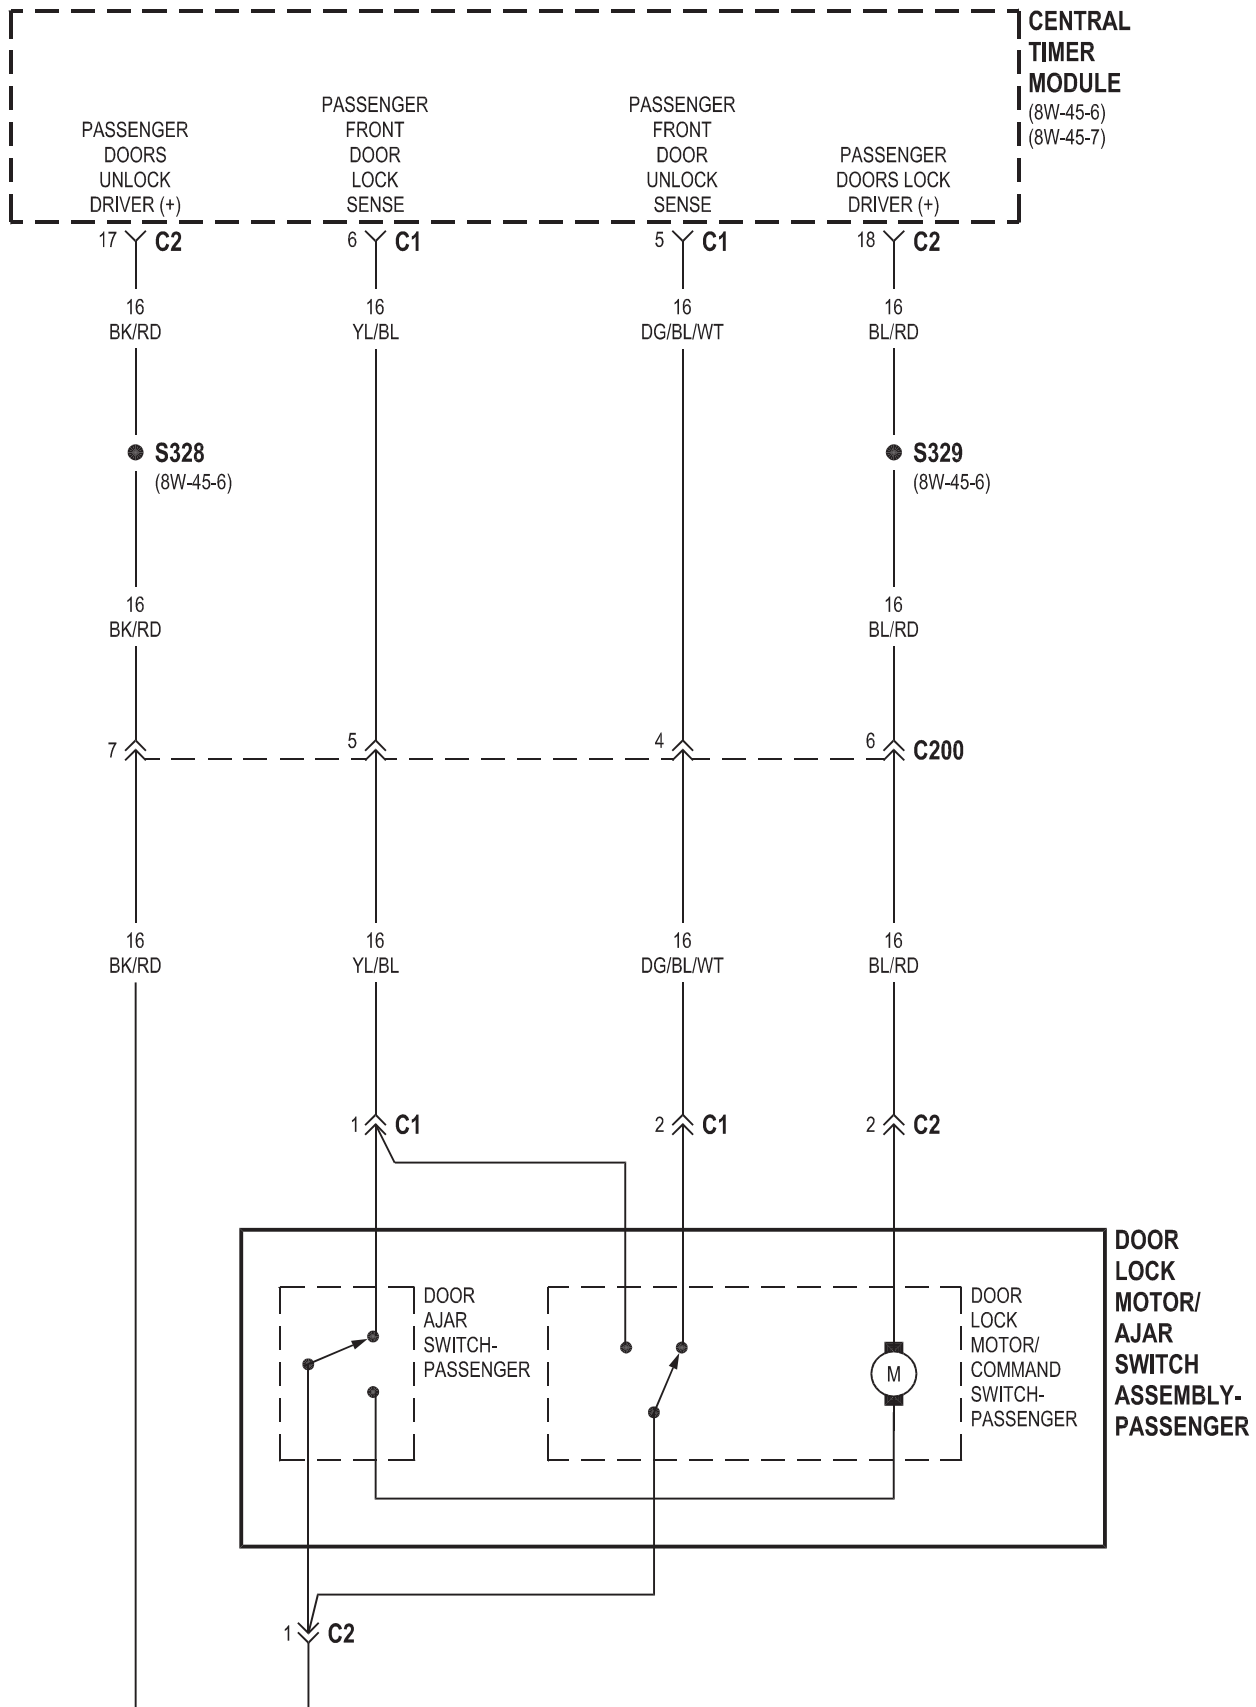 CENTRAL
TIMER
MODULE
(8W-45-6)
(8W-45-7)
PASSENGER
DOORS
UNLOCK
DRIVER (+)
PASSENGER
FRONT
DOOR
LOCK
SENSE
PASSENGER
FRONT
DOOR
UNLOCK
SENSE
PASSENGER
DOORS LOCK
DRIVER (+)
17 C2
6 C1
5 C1
18 C2
16
BK/RD
16
YL/BL
16
DG/BL/WT
16
BL/RD
S328
(8W-45-6)
S329
(8W-45-6)
16
BK/RD
16
BL/RD
7
5
4
6 C200
16
BK/RD
16
YL/BL
16
DG/BL/WT
16
BL/RD
1 C1
2 C1
2 C2
DOOR
LOCK
MOTOR/
AJAR
SWITCH
ASSEMBLY-
PASSENGER
DOOR
AJAR
SWITCH-
PASSENGER
M
DOOR
LOCK
MOTOR/
COMMAND
SWITCH-
PASSENGER
1 C2